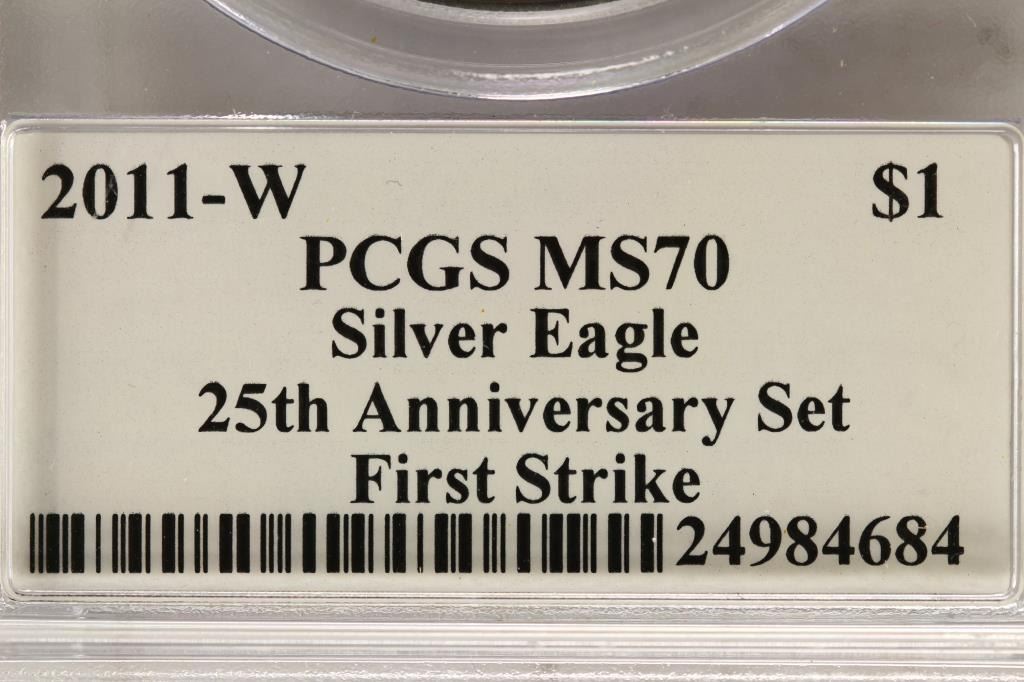 2011-W $1
PCGS MS70
Silver Eagle
25th Anniversary Set
First Strike
24984684